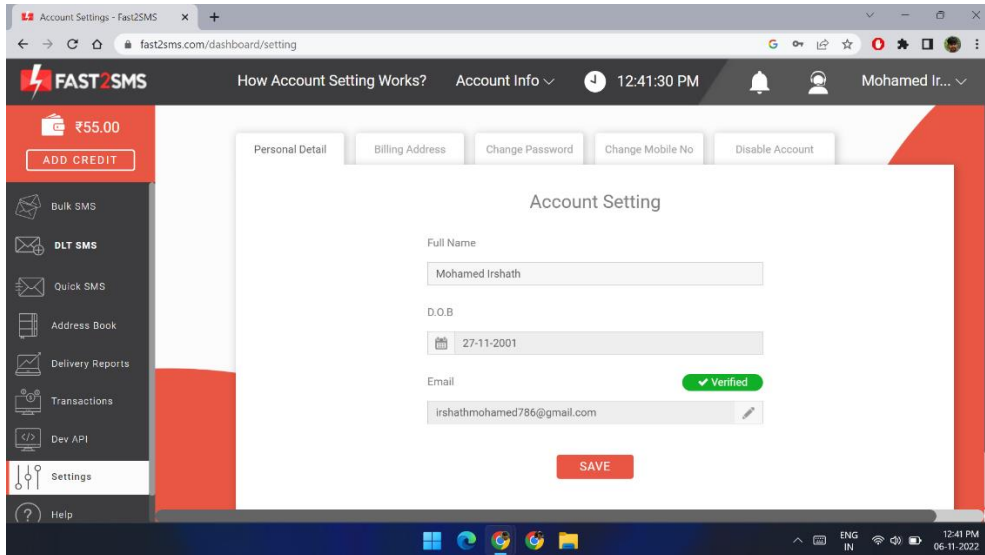 Account Settings - Fast2SMS
fast2sms.com/dashboard/setting
FAST2SMS
How Account Setting Works?
Account Info
12:41:30 PM
Mohamed Ir...
₹55.00
ADD CREDIT
Bulk SMS
DLT SMS
Quick SMS
Address Book
Delivery Reports
Transactions
Dev API
Settings
Help
Personal Detail
Billing Address
Change Password
Change Mobile No
Disable Account
Account Setting
Full Name
Mohamed Irshath
D.O.B
27-11-2001
Email
Verified
irshathmohamed786@gmail.com
SAVE
ENG
IN
12:41 PM
06-11-2022